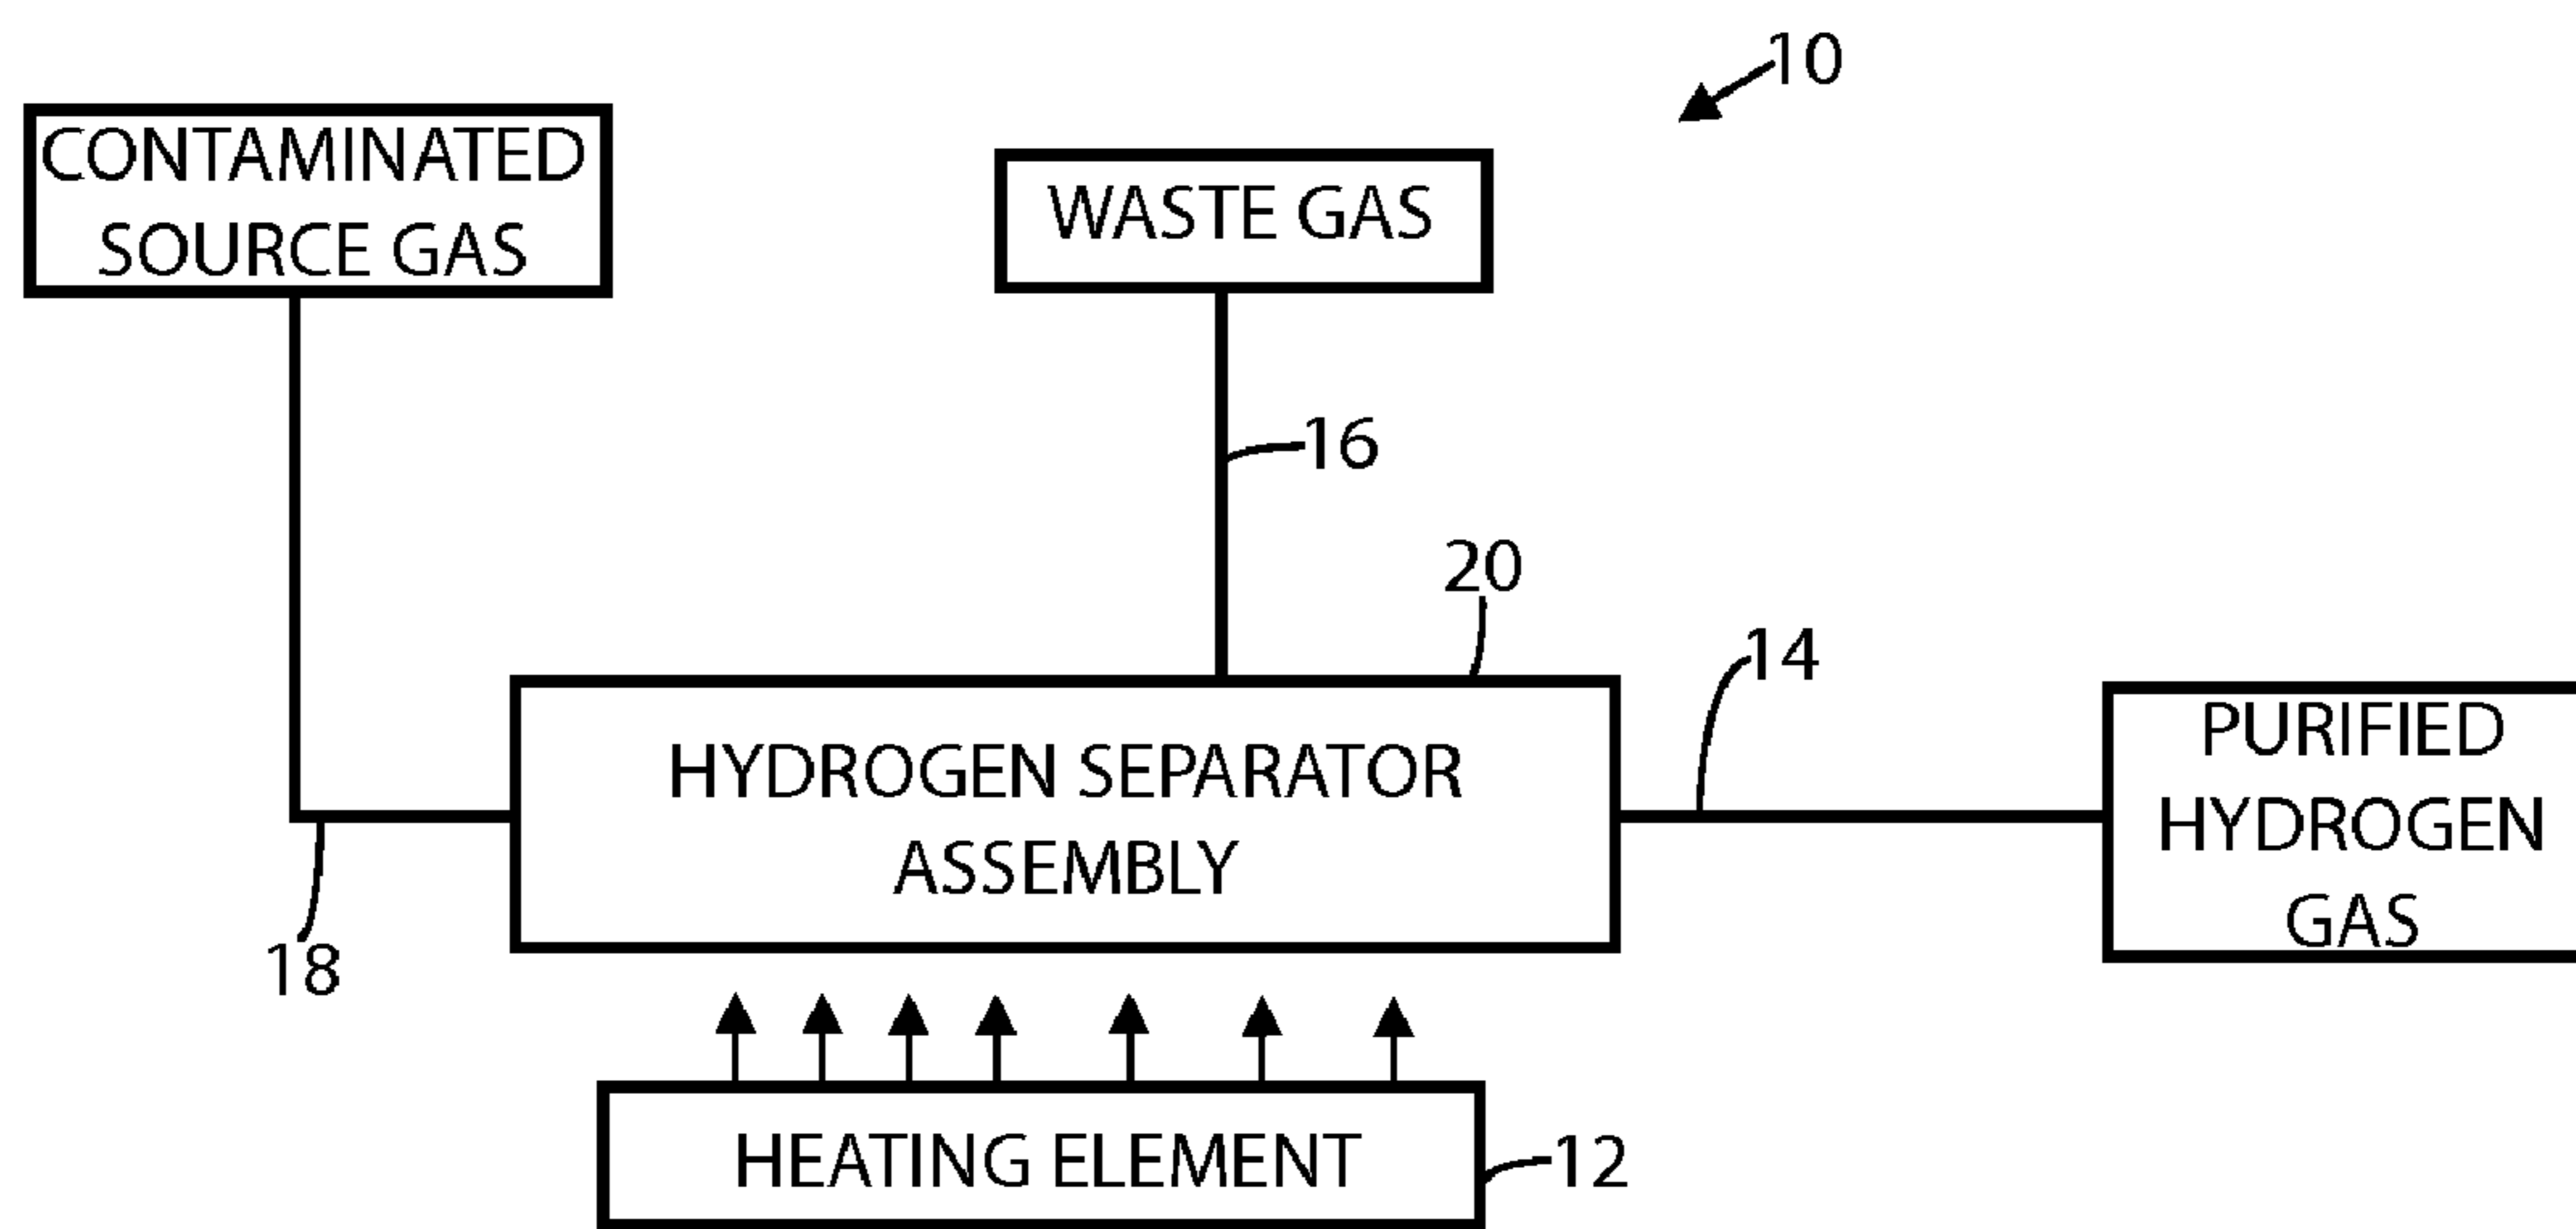 10
CONTAMINATED
SOURCE GAS
WASTE GAS
16
20
14
HYDROGEN SEPARATOR
ASSEMBLY
PURIFIED
HYDROGEN
GAS
18
HEATING ELEMENT
12